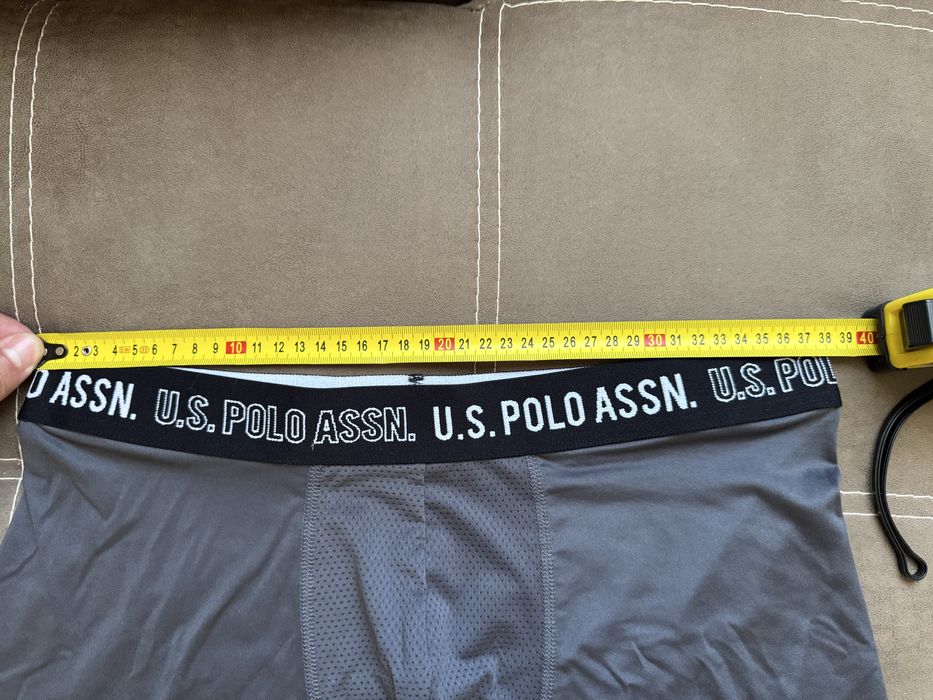 2 3 4 5 6 7 8 9 10 11 12 13 14 15 16 17 18 19 20 21 22 23 24 25 26 27 28 29 30 31 32 33 34 35 36 37 38 39 40
O ASSN. U.S. POLO ASSN. U.S. POLO ASSN. U.S. POL